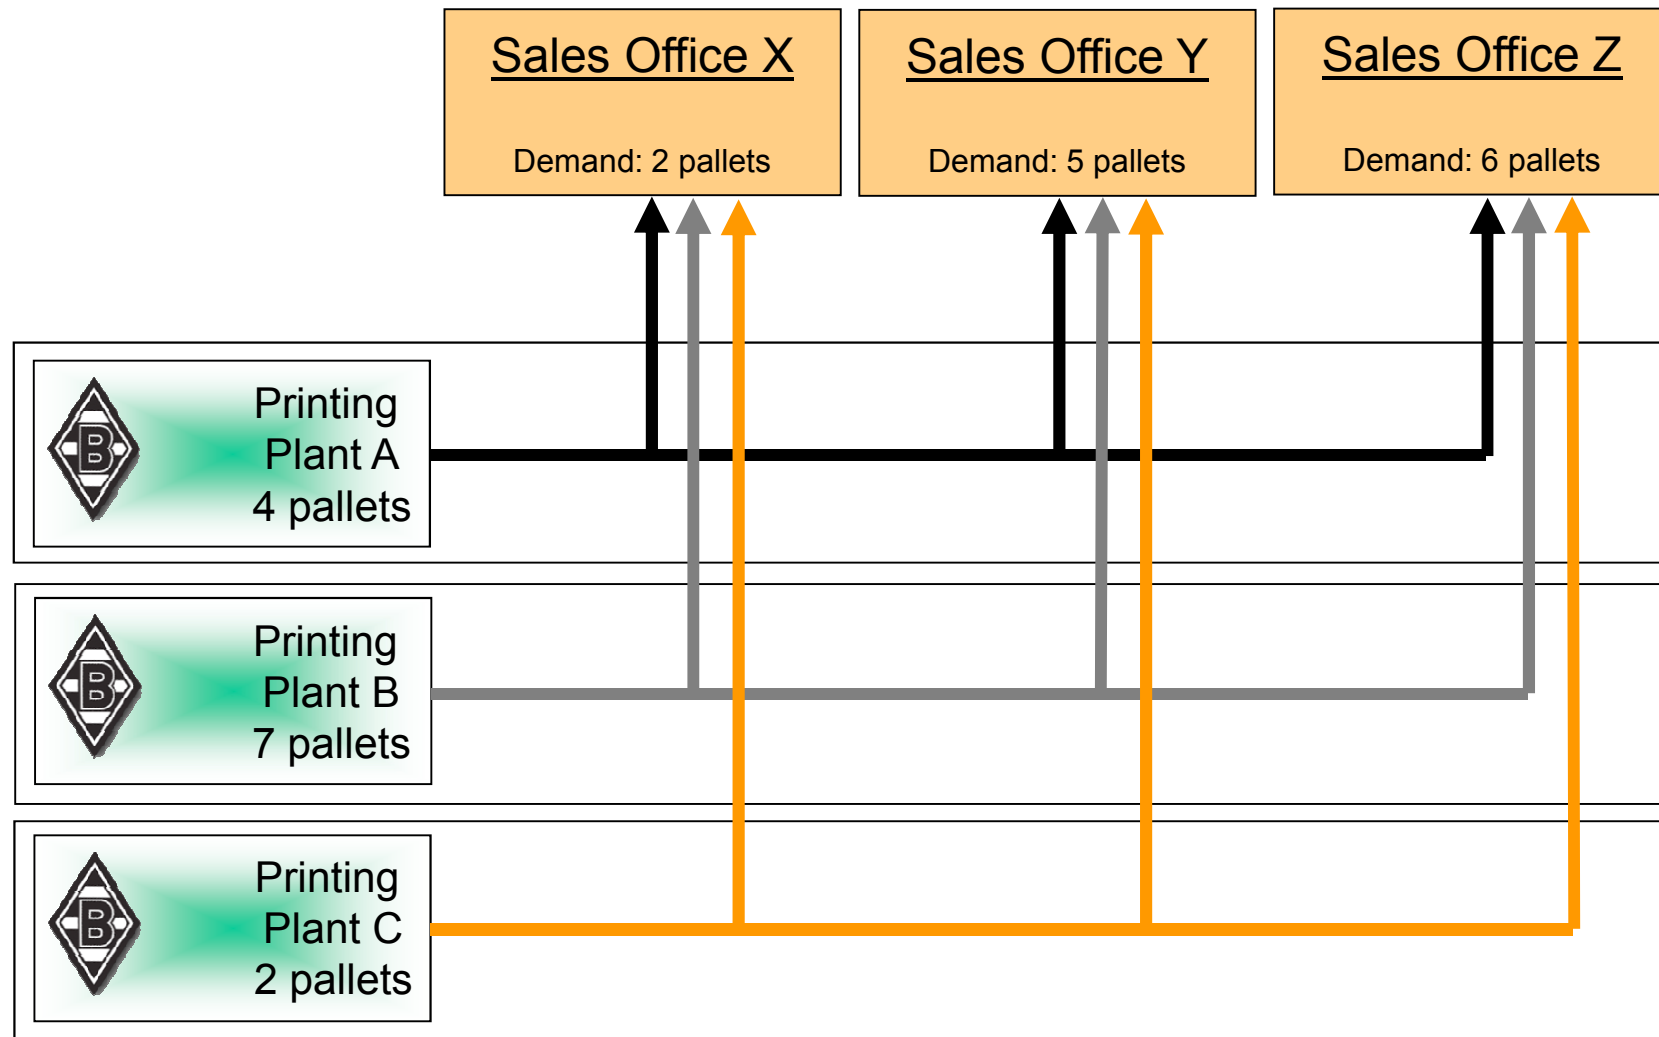 Sales Office X
Demand: 2 pallets
Sales Office Y
Demand: 5 pallets
Sales Office Z
Demand: 6 pallets
B
Printing
Plant A
4 pallets
B
Printing
Plant B
7 pallets
B
Printing
Plant C
2 pallets